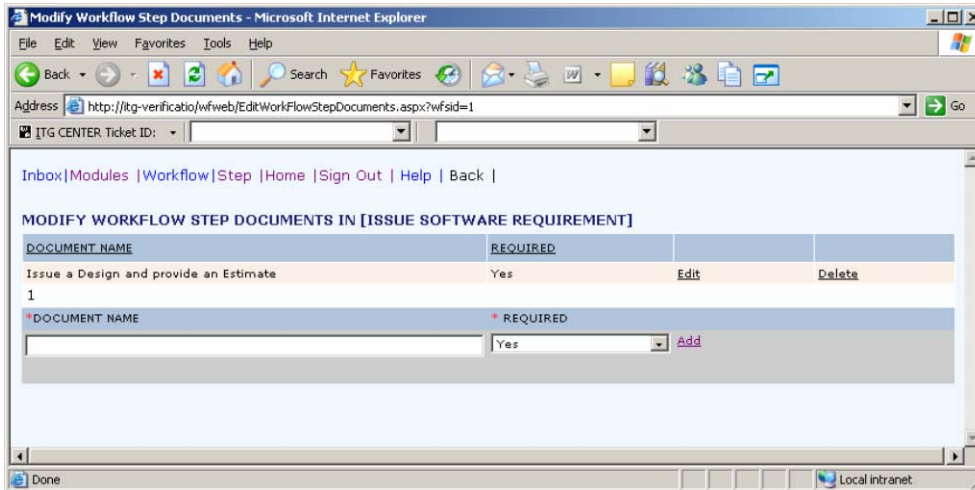 Modify Workflow Step Documents - Microsoft Internet Explorer
File Edit View Favorites Tools Help
Back Search Favorites W
Address http://itg-verificatio/wfweb/EditWorkFlowStepDocuments.aspx?wfsid=1 Go
ITG CENTER Ticket ID:
Inbox|Modules |Workflow|Step |Home |Sign Out | Help | Back |
MODIFY WORKFLOW STEP DOCUMENTS IN [ISSUE SOFTWARE REQUIREMENT]
DOCUMENT NAME REQUIRED
Issue a Design and provide an Estimate Yes Edit Delete
1
*DOCUMENT NAME * REQUIRED
Yes Add
Done Local intranet